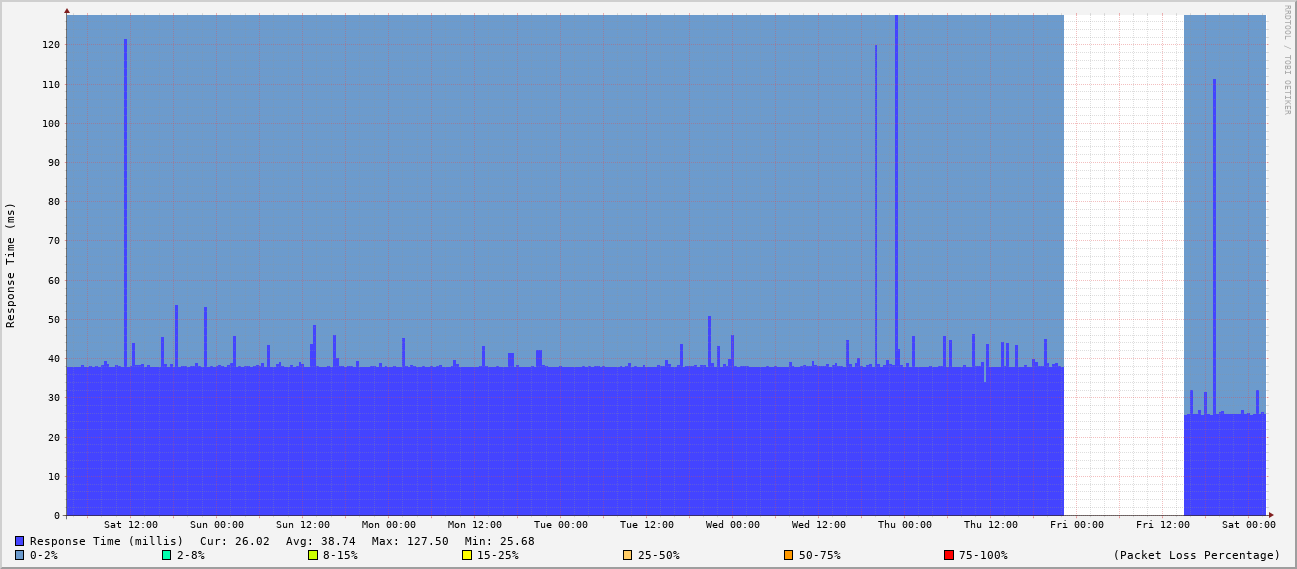 RRDTOOL / TOBI OETIKER
Response Time (ms)
120
110
100
90
80
70
60
50
40
30
20
10
0
Sat 12:00 Sun 00:00 Sun 12:00 Mon 00:00 Mon 12:00 Tue 00:00 Tue 12:00 Wed 00:00 Wed 12:00 Thu 00:00 Thu 12:00 Fri 00:00 Fri 12:00 Sat 00:00
Response Time (millis) Cur: 26.02 Avg: 38.74 Max: 127.50 Min: 25.68
0-2% 2-8% 8-15% 15-25% 25-50% 50-75% 75-100% (Packet Loss Percentage)